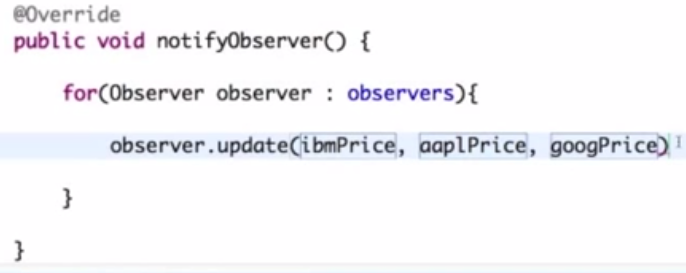 @Override
public void notifyObserver() {
for(Observer observer : observers){
observer.update(ibmPrice, aaplPrice, googPrice)
}
}